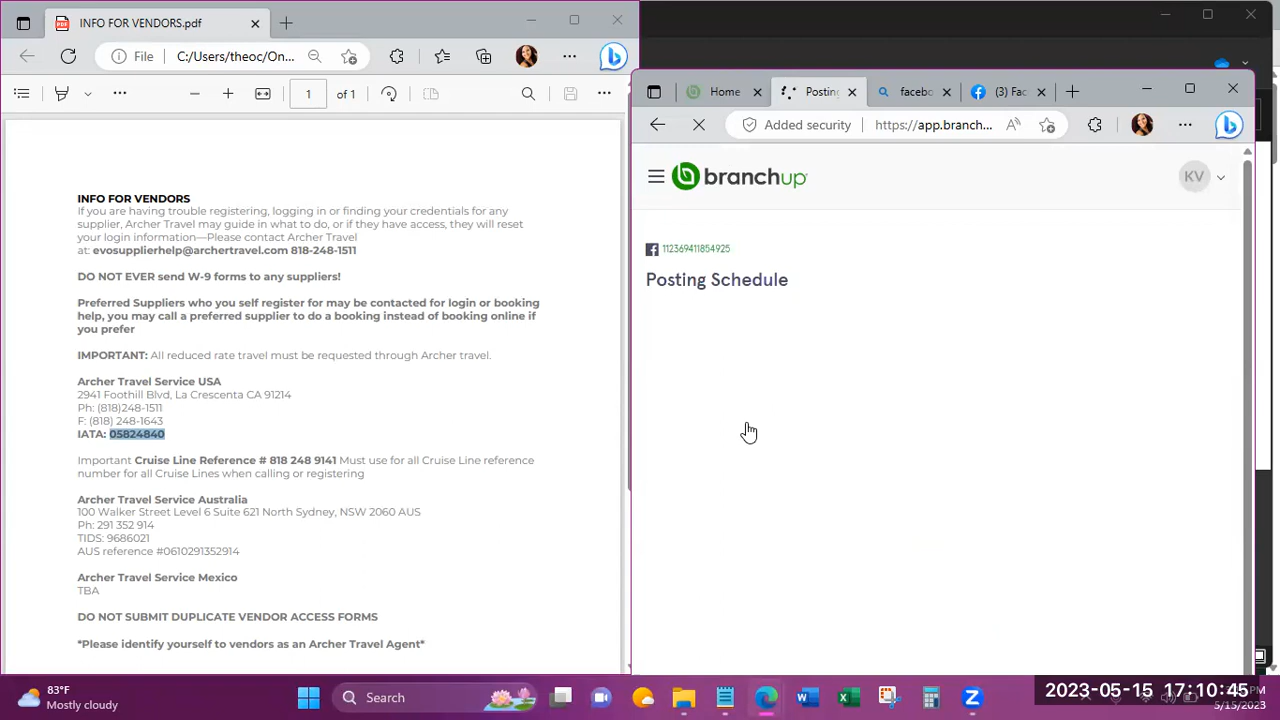 INFO FOR VENDORS.pdf
File
C:/Users/theoc/On...
1
of 1
INFO FOR VENDORS
If you are having trouble registering, logging in or finding your credentials for any
supplier, Archer Travel may guide in what to do, or if they have access, they will reset
your login information—Please contact Archer Travel
at: evosupplierhelp@archertravel.com 818-248-1511
DO NOT EVER send W-9 forms to any suppliers!
Preferred Suppliers who you self register for may be contacted for login or booking
help, you may call a preferred supplier to do a booking instead of booking online if
you prefer
IMPORTANT: All reduced rate travel must be requested through Archer travel.
Archer Travel Service USA
2941 Foothill Blvd, La Crescenta CA 91214
Ph: (818)248-1511
F: (818) 248-1643
IATA: 05824840
Important Cruise Line Reference # 818 248 9141 Must use for all Cruise Line reference
number for all Cruise Lines when calling or registering
Archer Travel Service Australia
100 Walker Street Level 6 Suite 621 North Sydney, NSW 2060 AUS
Ph: 291 352 914
TIDS: 9686021
AUS reference #0610291352914
Archer Travel Service Mexico
TBA
DO NOT SUBMIT DUPLICATE VENDOR ACCESS FORMS
*Please identify yourself to vendors as an Archer Travel Agent*
Home
Posting
facebo
(3) Fac
Added security
https://app.branch...
branchup
KV
112369411854925
Posting Schedule
83°F
Mostly cloudy
Search
2023-05-15 17:10:45
PM
5/15/2023